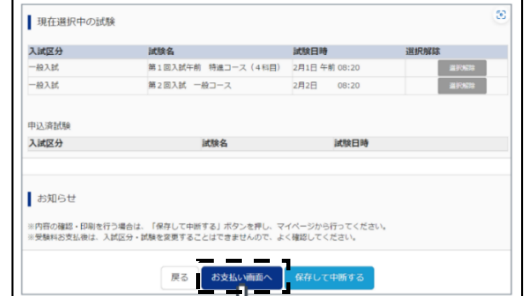 現在選択中の試験
入試区分 試験名 試験日時 選択解除
一般入試 第1回入試午前 特進コース（4科目） 2月1日 午前 08:20 選択解除
一般入試 第2回入試 一般コース 2月2日 08:20 選択解除
申込済試験
入試区分 試験名 試験日時
お知らせ
※内容の確認・印刷を行う場合は、「保存して中断する」ボタンを押し、マイページから行ってください。
※受験料お支払い後は、入試区分・試験を変更することはできませんので、よく確認してください。
戻る お支払い画面へ 保存して中断する